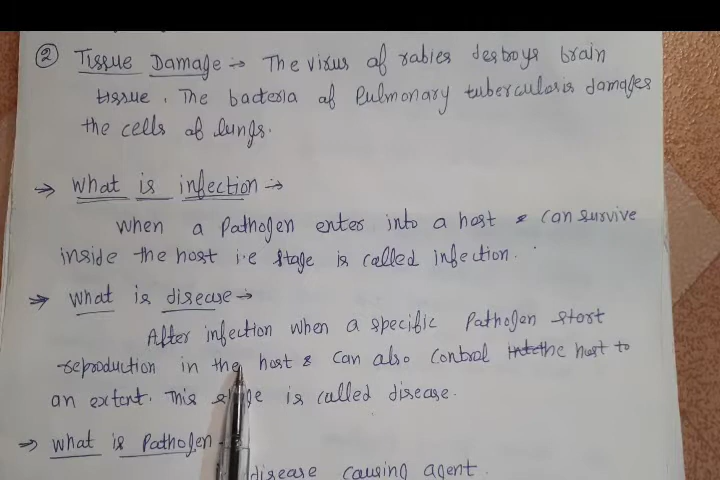 ② Tissue Damage :→ The virus of rabies destroys brain
tissue. The bacteria of Pulmonary tuberculosis damages
the cells of lungs.
→ What is infection :→
When a Pathogen enter into a host & can survive
inside the host i.e stage is called infection.
→ What is disease →
After infection when a specific Pathogen start
reproduction in the host & can also control the host to
an extent. This stage is called disease.
→ What is Pathogen -
disease causing agent.